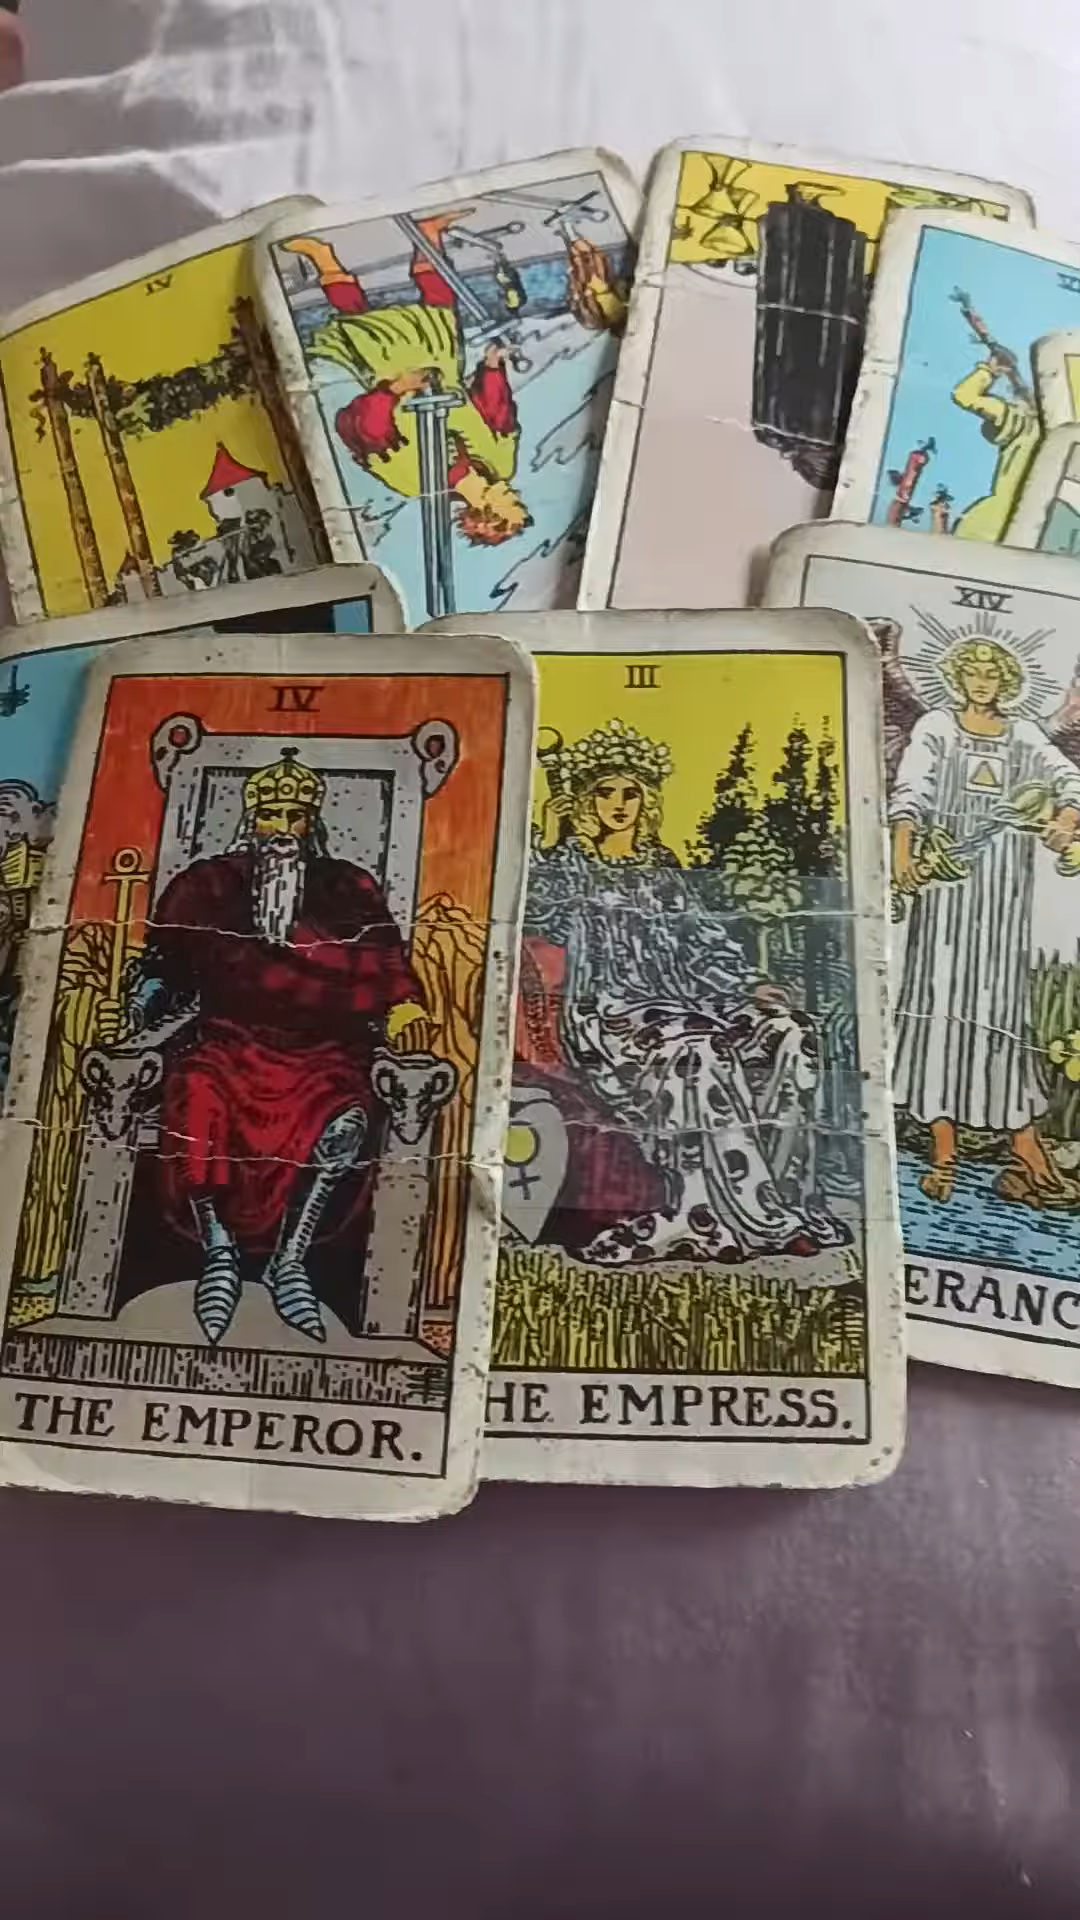 IV
IV
III
XIV
THE EMPEROR.
HE EMPRESS.
ERANC